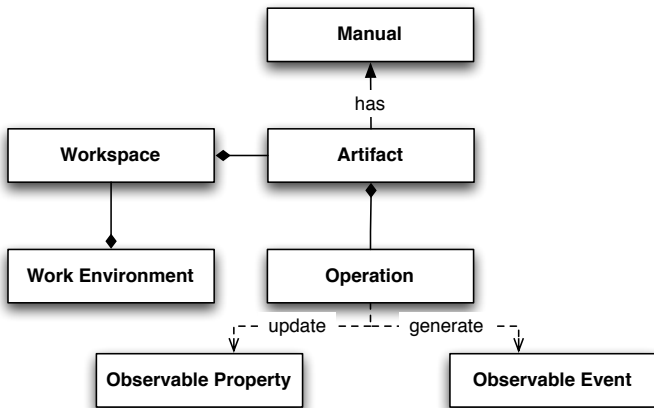 Manual
has
Workspace
Artifact
Work Environment
Operation
update
generate
Observable Property
Observable Event